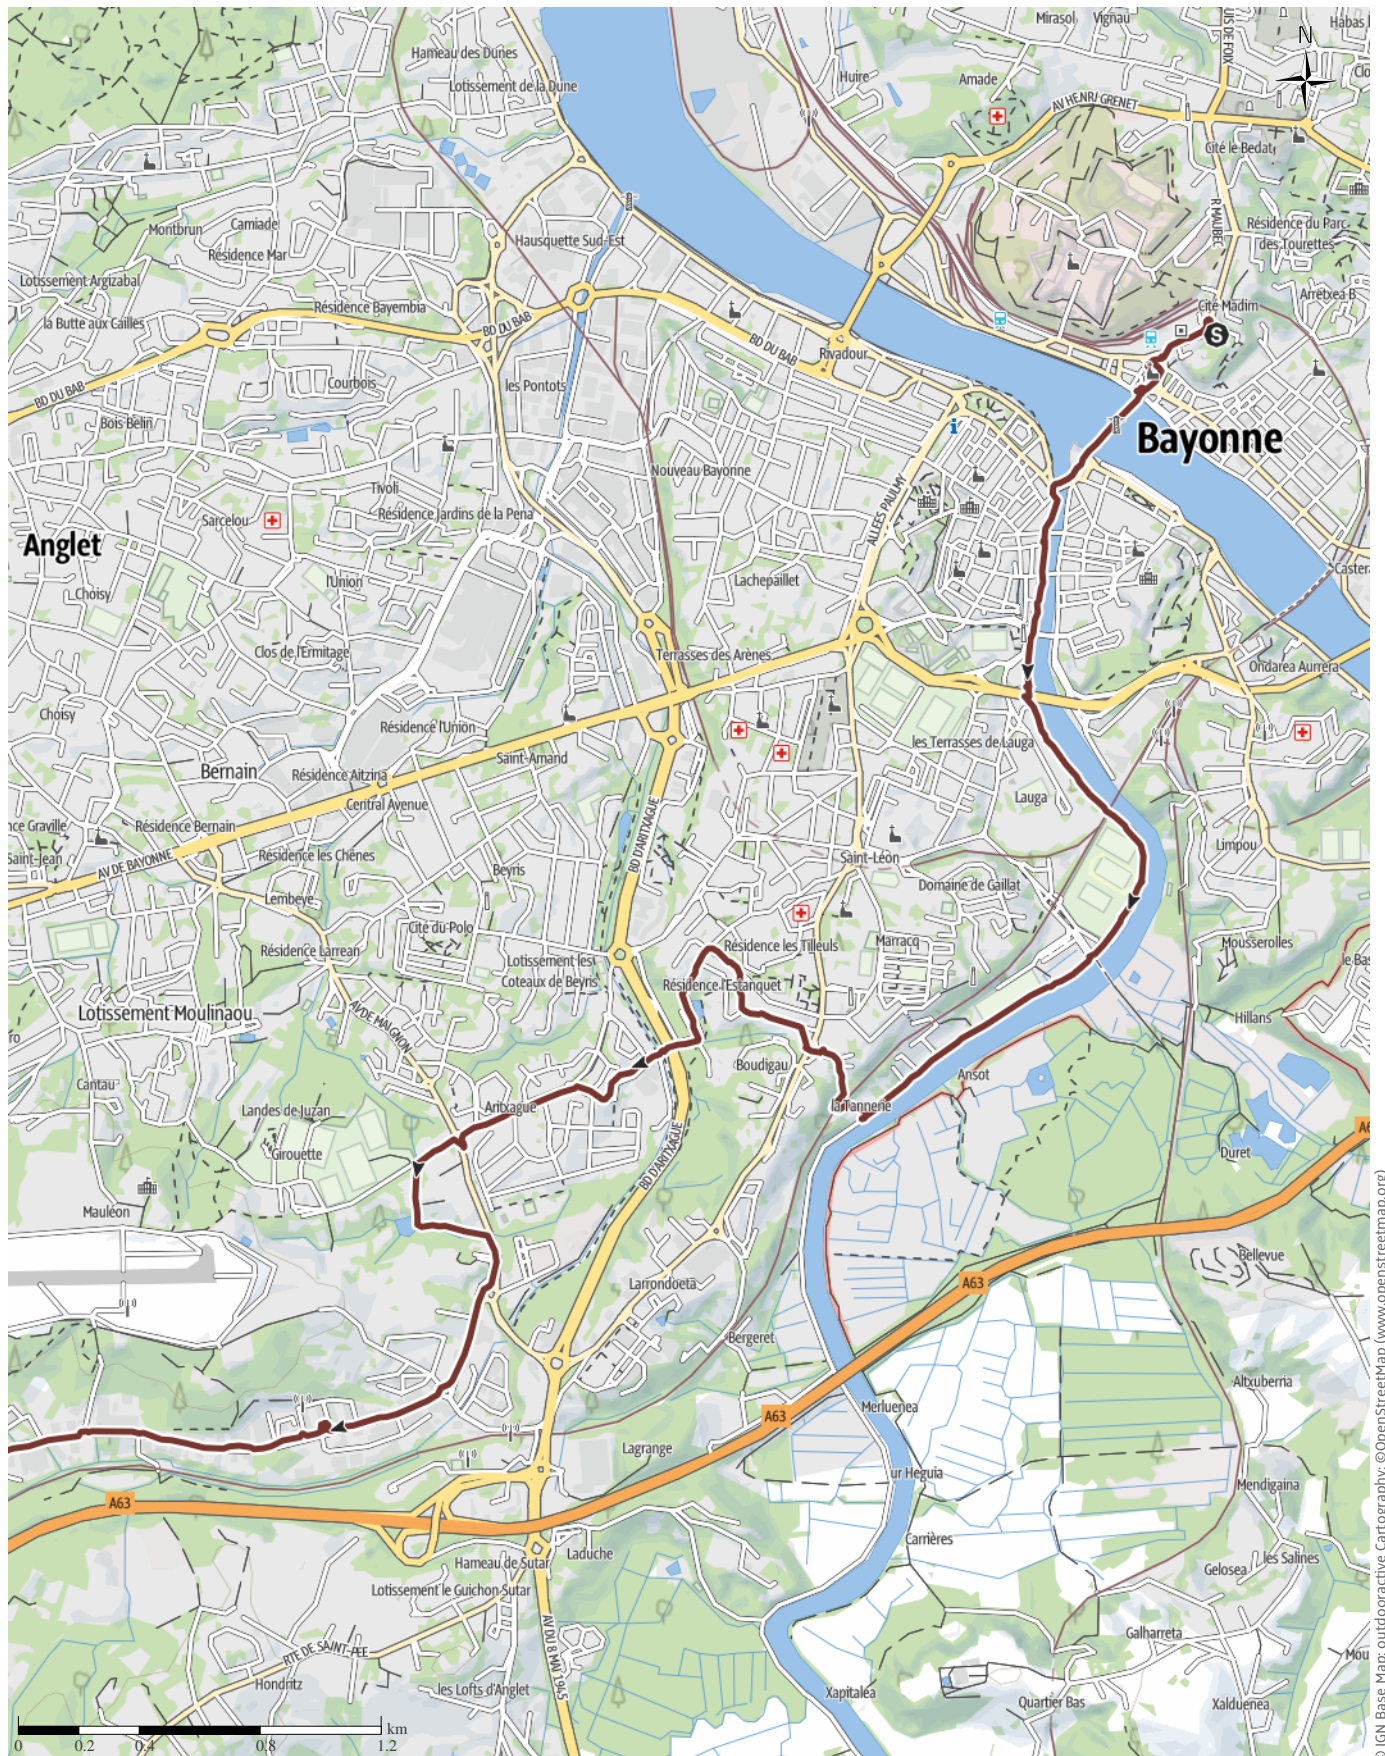 Mirasol
Vignau
Habas
N
Hameau des Dunes
Lotissement de la Dune
Huire
Amade
AV HENRI GRENET
Cité le Bedat
Montbrun
Camiade
Résidence Mar
Hausquette Sud-Est
R MAUBEC
Résidence du Parc
des Tourettes
Lotissement Argizabal
la Butte aux Cailles
Résidence Bayembia
BD DU BAB
BD DU BAB
Rivadour
Cité Madim
S
Arretxea B
BD DU BAB
Courbois
les Pontots
Bois Belin
Bayonne
Nouveau Bayonne
Tivoli
ALLEES PAULMY
Sarcelou
Résidence Jardins de la Pena
Anglet
l'Union
Lachepaillet
Choisy
Clos de l'Ermitage
Terrasses des Arènes
Ondarea Aurrera
Choisy
Résidence l'Union
les Terrasses de Lauga
Bernain
Résidence Aitzina
Saint-Amand
Central Avenue
Lauga
Résidence Bernain
BD D'ARITXAGUE
Saint-Jean
AV DE BAYONNE
Résidence les Chênes
Beyris
Saint-Léon
Limpou
Lembeye
Domaine de Gaillat
Cité du Polo
Résidence Larrean
Lotissement les
Coteaux de Beyris
Résidence les Tilleuls
Marracq
Mousserolles
Résidence l'Estanquet
Lotissement Moulinaou
AV DE MAIGNON
Hillans
Cantau
Boudigau
Ansot
Landes de Juzan
Aritxague
la Tannerie
Girouette
BD D'ARITXAGUE
Duret
Mauléon
Bellevue
Larrondoeta
A63
Bergeret
Altxuberria
A63
Merluenea
Lagrange
ur Heguia
Mendigaina
A63
Carrières
Hameau de Sutar
Laduche
Gelosea
les Salines
Lotissement le Guichon Sutar
AV DU 8 MAI 1945
RTE DE SAINT-PEE
Galharreta
Hondritz
les Lofts d'Anglet
Xapitalea
Quartier Bas
Xalduenea
km
0
0.2
0.4
0.8
1.2
IGN Base Map: outdooractive Cartography: ©OpenStreetMap (www.openstreetmap.org)